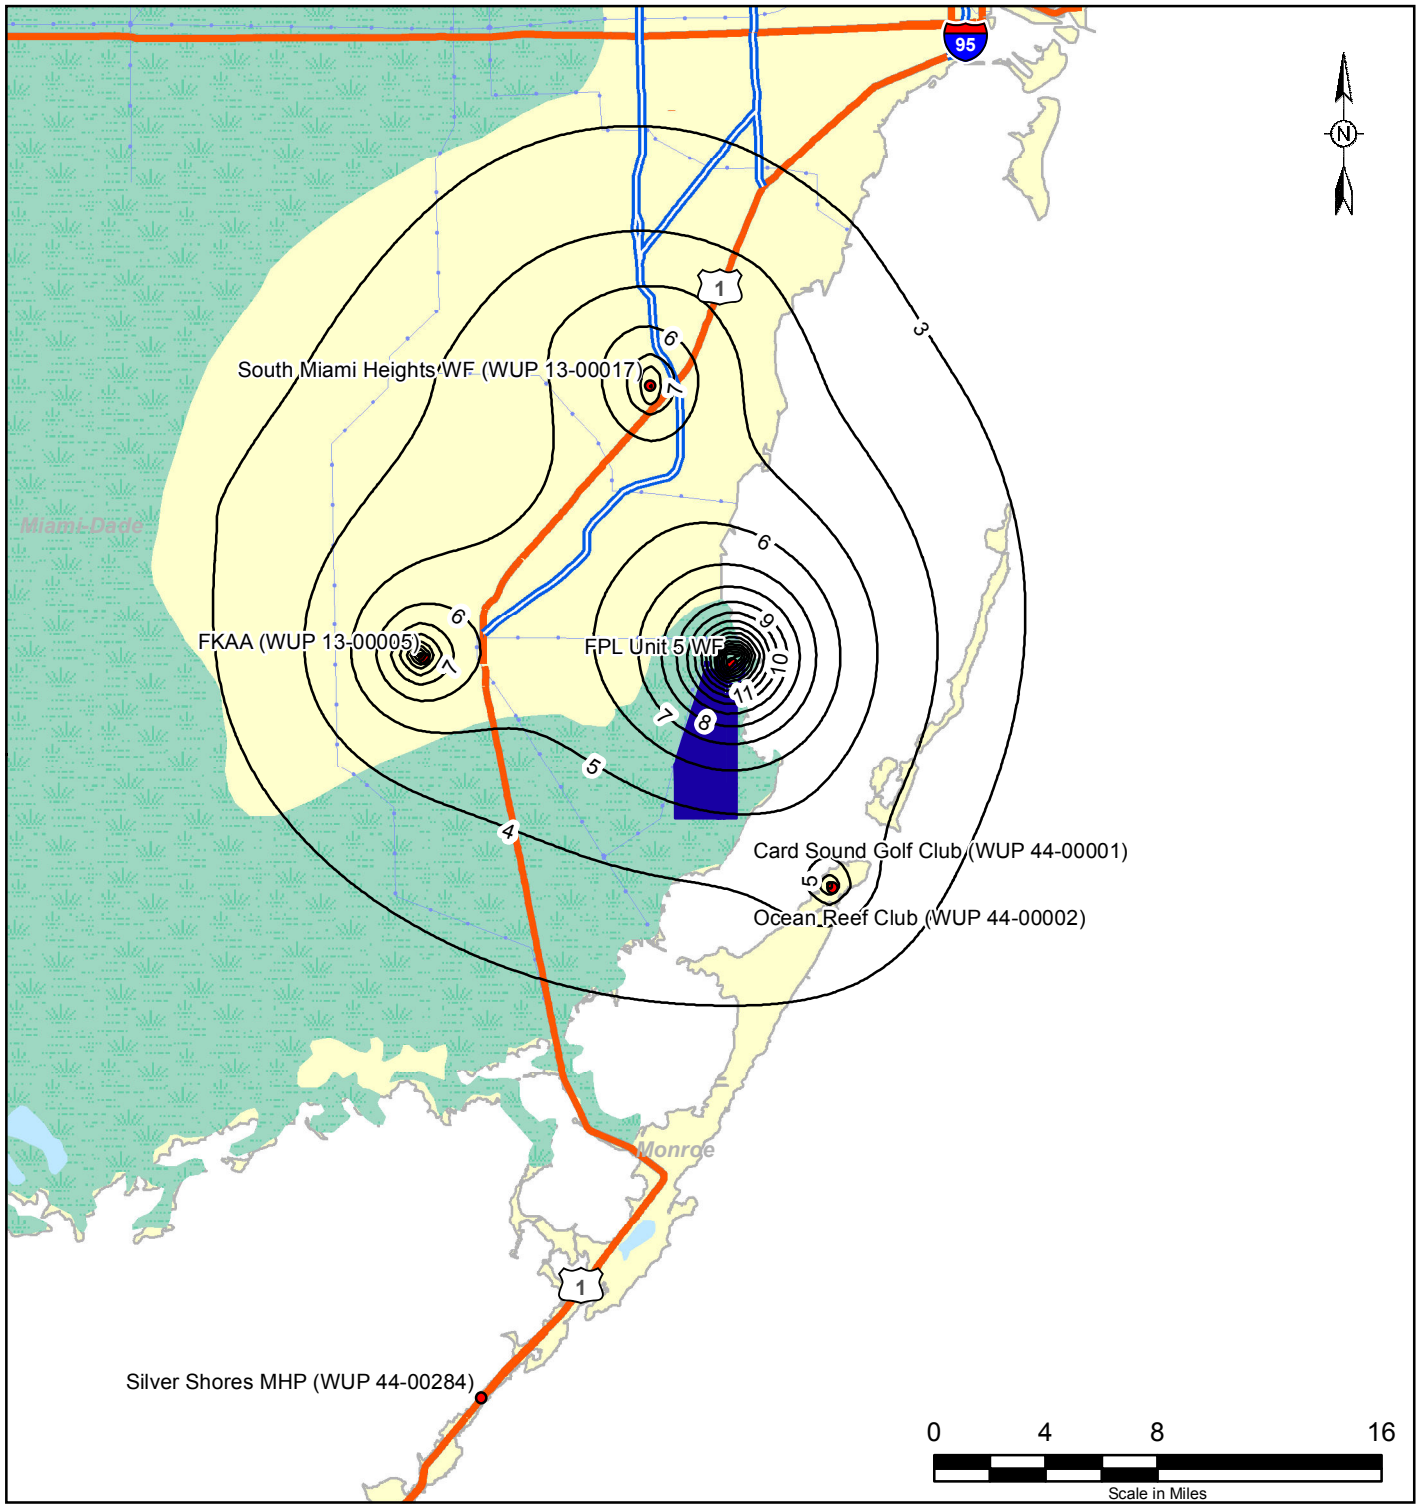 95
N
1
3
6
South Miami Heights WF (WUP 13-00017)
7
Miami-Dade
6
6
9
FKAA (WUP 13-00005)
FPL Unit 5 WF
7
10
11
7
8
5
4
Card Sound Golf Club (WUP 44-00001)
5
Ocean Reef Club (WUP 44-00002)
Monroe
1
Silver Shores MHP (WUP 44-00284)
0 4 8 16
Scale in Miles